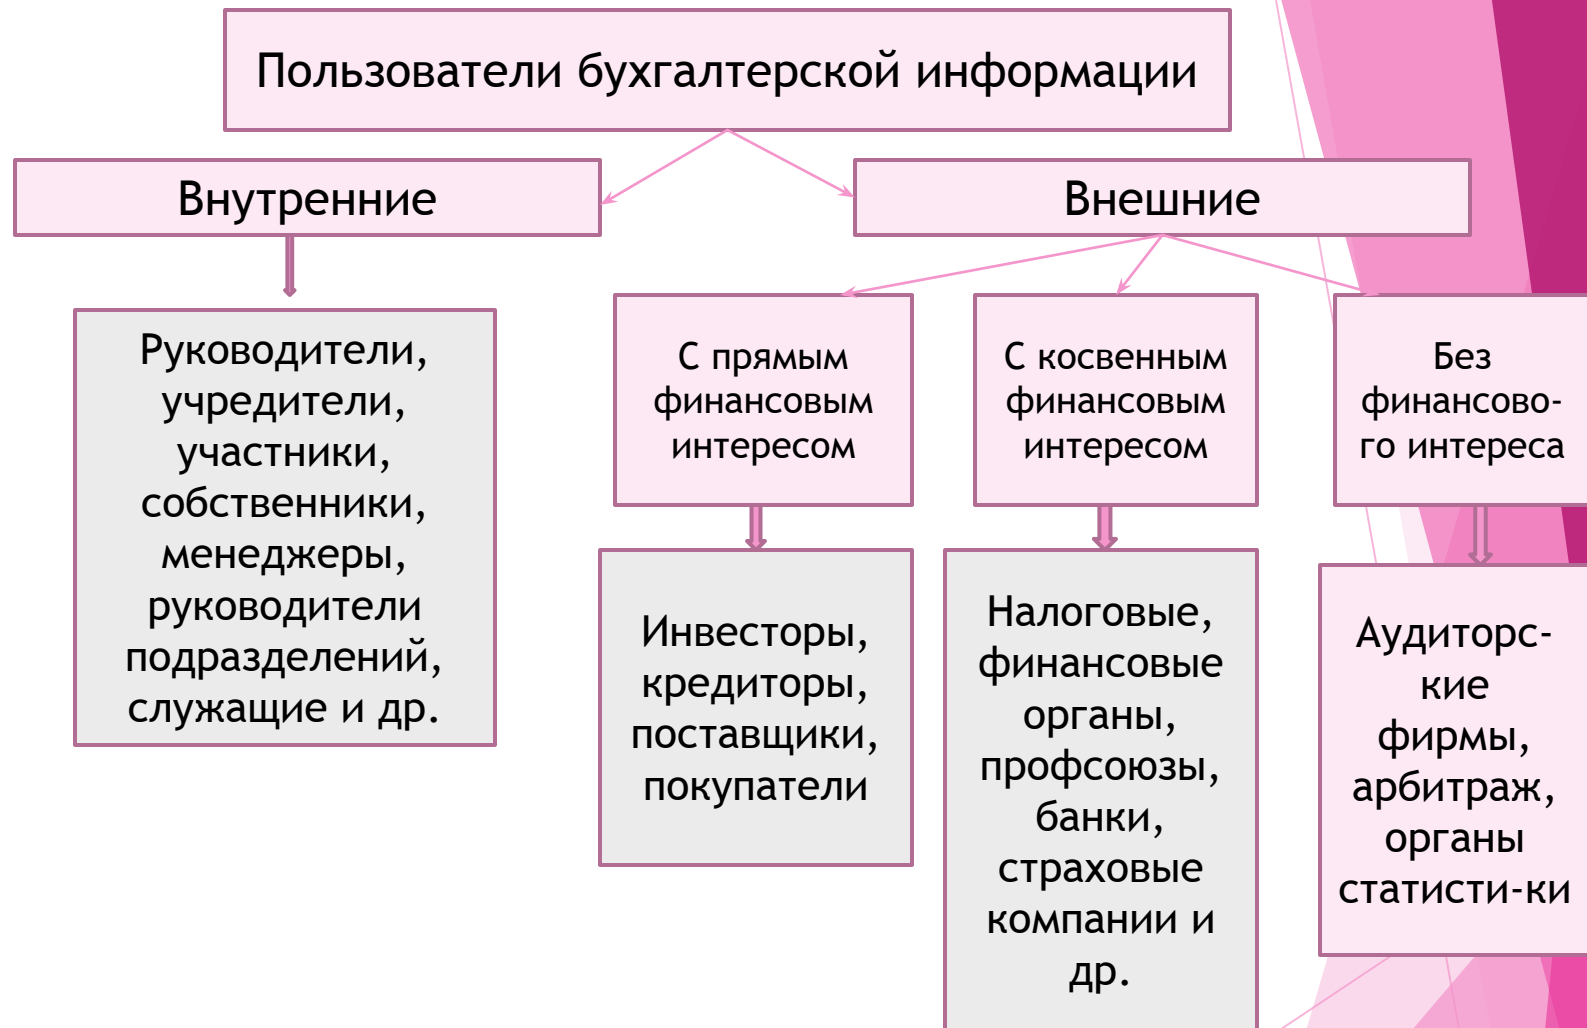 Пользователи бухгалтерской информации
Внутренние
Внешние
Руководители,
учредители,
участники,
собственники,
менеджеры,
руководители
подразделений,
служащие и др.
С прямым
финансовым
интересом
С косвенным
финансовым
интересом
Без
финансово-
го интереса
Инвесторы,
кредиторы,
поставщики,
покупатели
Налоговые,
финансовые
органы,
профсоюзы,
банки,
страховые
компании и
др.
Аудиторс-
кие
фирмы,
арбитраж,
органы
статисти-ки